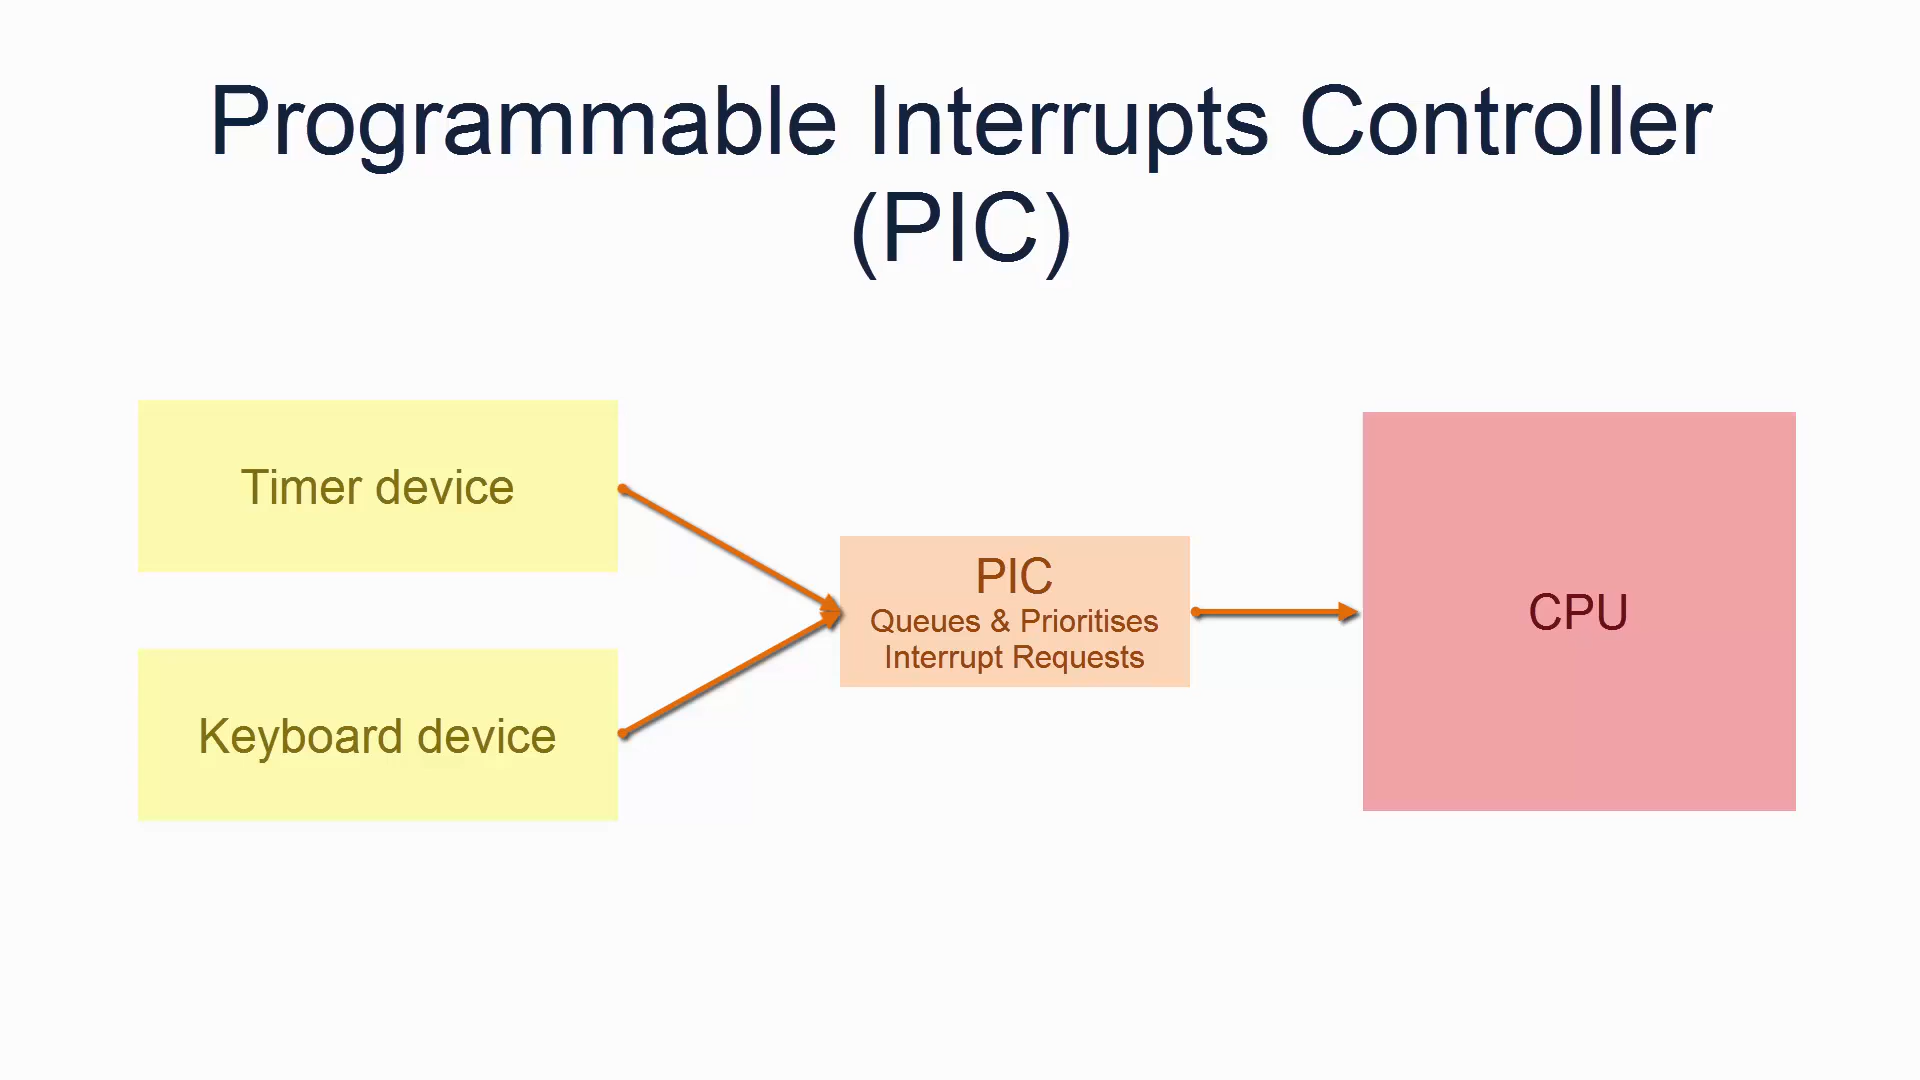 Programmable Interrupts Controller
(PIC)
Timer device
Keyboard device
PIC
Queues & Prioritises
Interrupt Requests
CPU